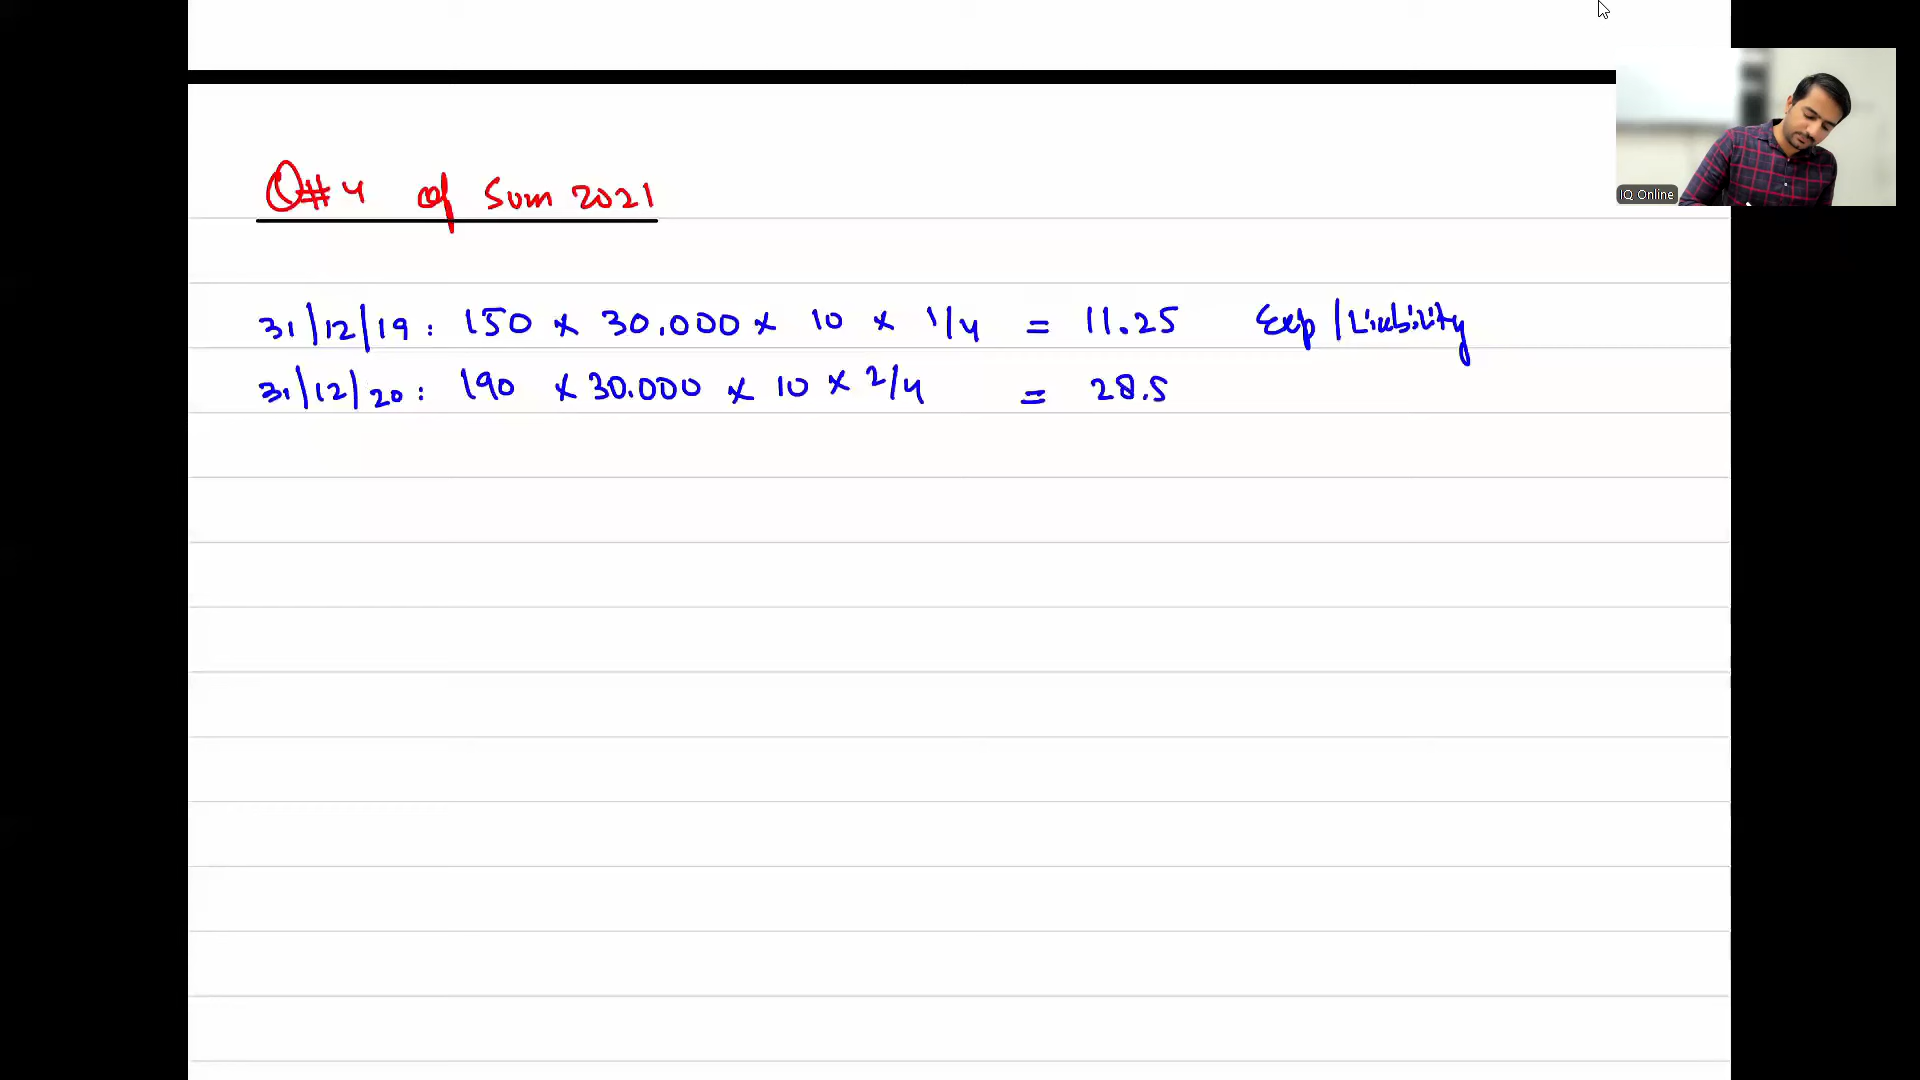 Q#4 of Sum 2021
IQ Online
31/12/19 : 150 × 30.000 × 10 × 1/4 = 11.25 Exp/Liability
31/12/20 : 190 × 30.000 × 10 × 2/4 = 28.5